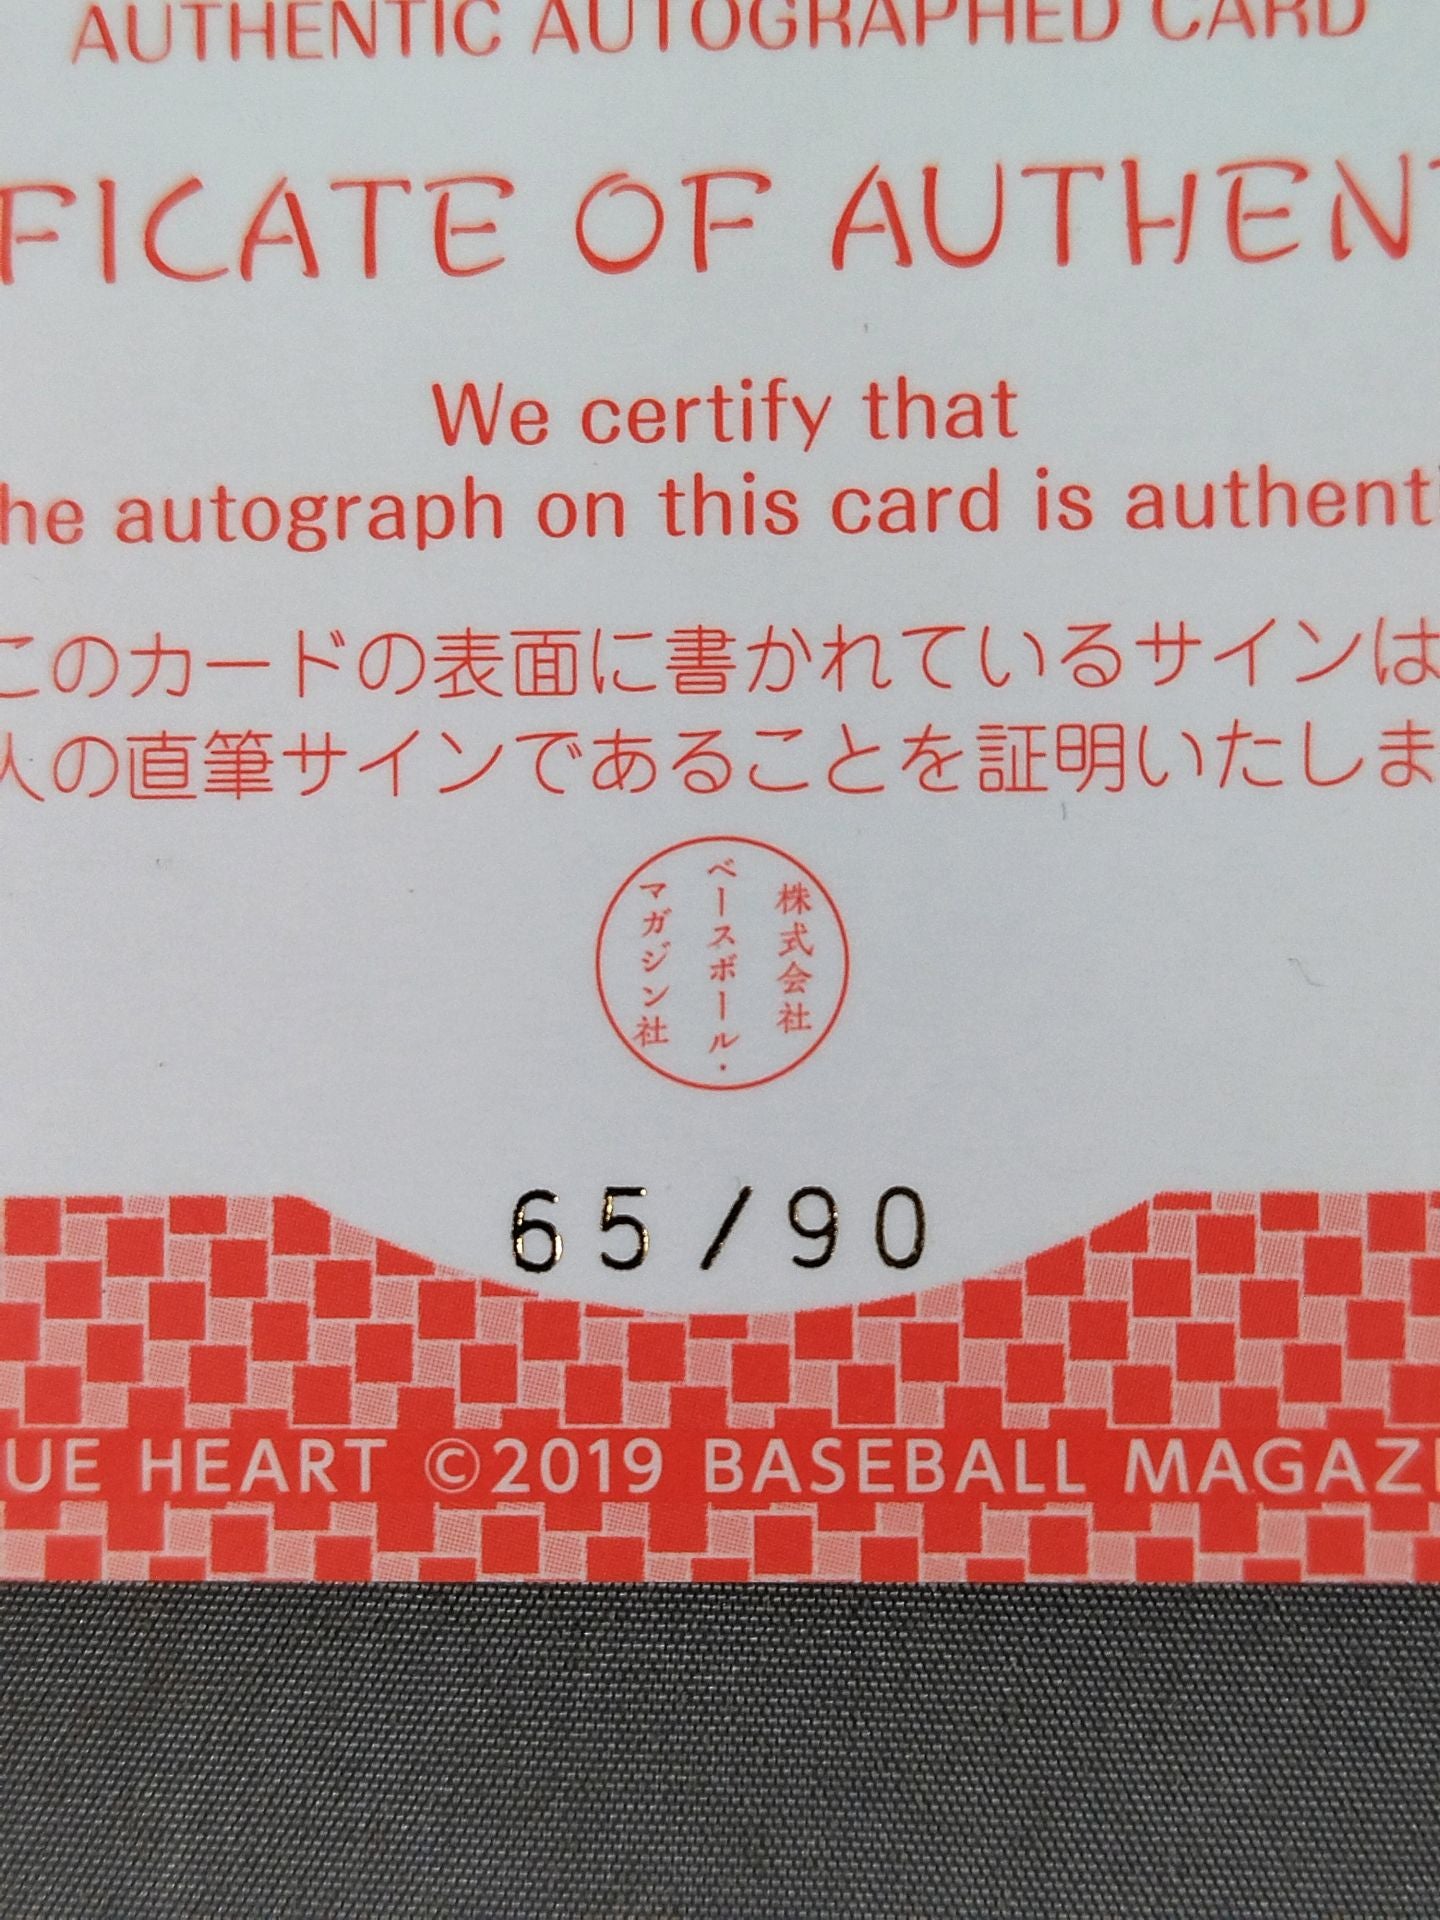 AUTHENTIC AUTOGRAPHED CARD
FICATE OF AUTHENT
We certify that
he autograph on this card is authenti
このカードの表面に書かれているサインは
人の直筆サインであることを証明いたしま
株式会社
ベースボール・
マガジン社
65/90
UE HEART ©2019 BASEBALL MAGAZI